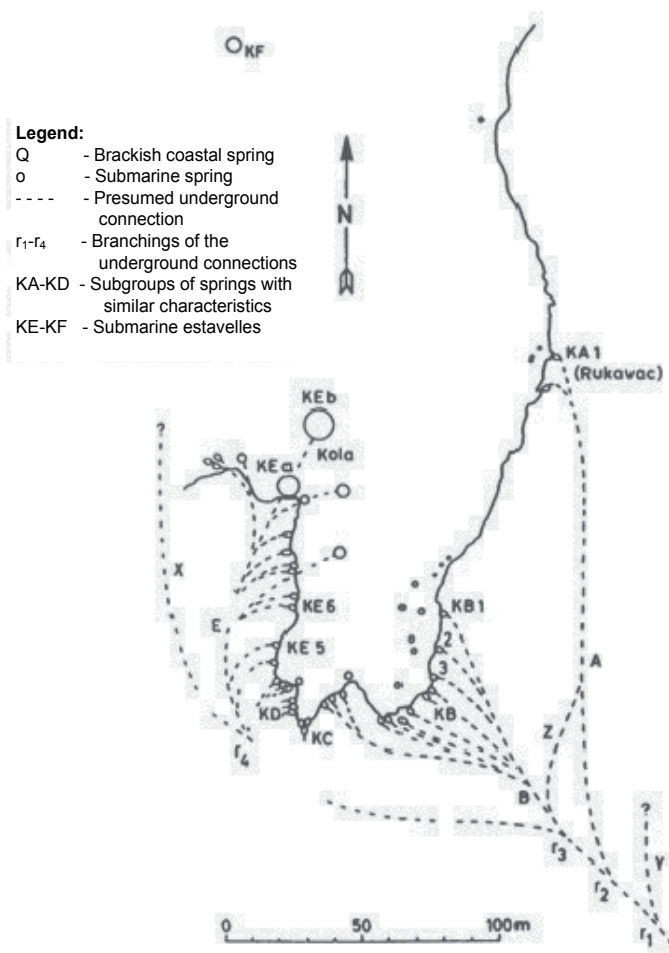 KF
Legend:
Q - Brackish coastal spring
o - Submarine spring
- - - - - Presumed underground
connection
r1-r4 - Branchings of the
underground connections
KA-KD - Subgroups of springs with
similar characteristics
KE-KF - Submarine estavelles
N
KA1
(Rukawac)
KEb
?
Kola
KEa
X
KE6
KB1
E
2
KE5
3
A
KD
KB
Z
KC
r4
B
?
r3
Y
r2
0 50 100m
r1